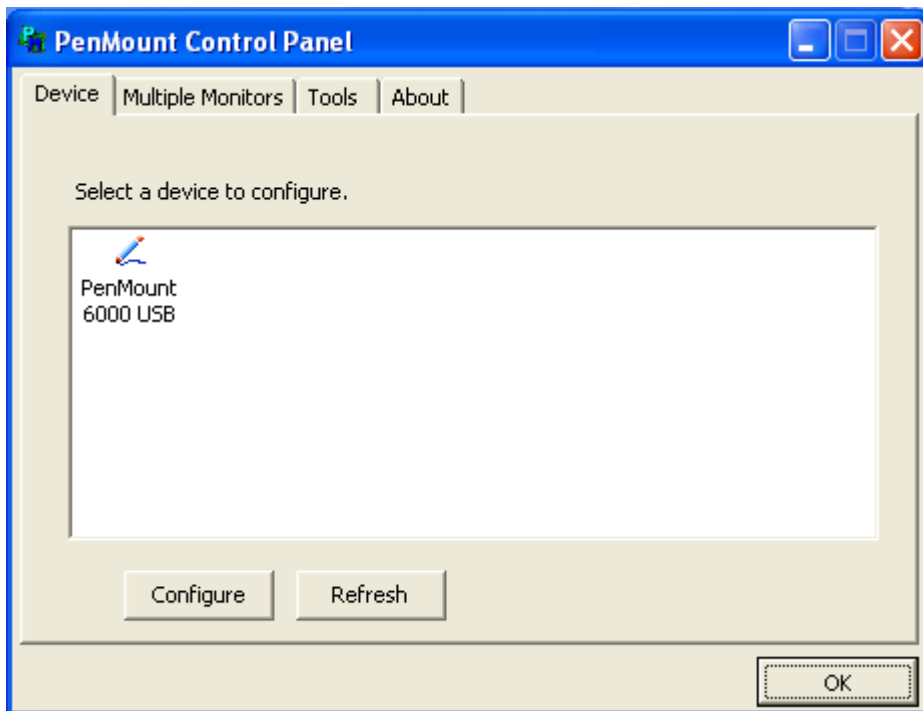 PenMount Control Panel
Device Multiple Monitors Tools About
Select a device to configure.
PenMount
6000 USB
Configure Refresh
OK